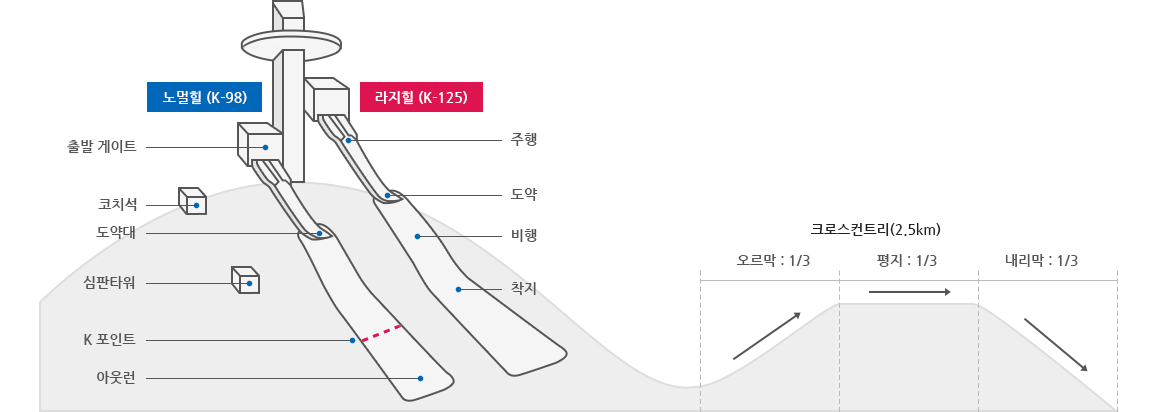 노멀힐 (K-98)
라지힐 (K-125)
출발 게이트
코치석
도약대
심판타워
K 포인트
아웃런
주행
도약
비행
착지
크로스컨트리(2.5km)
오르막 : 1/3
평지 : 1/3
내리막 : 1/3